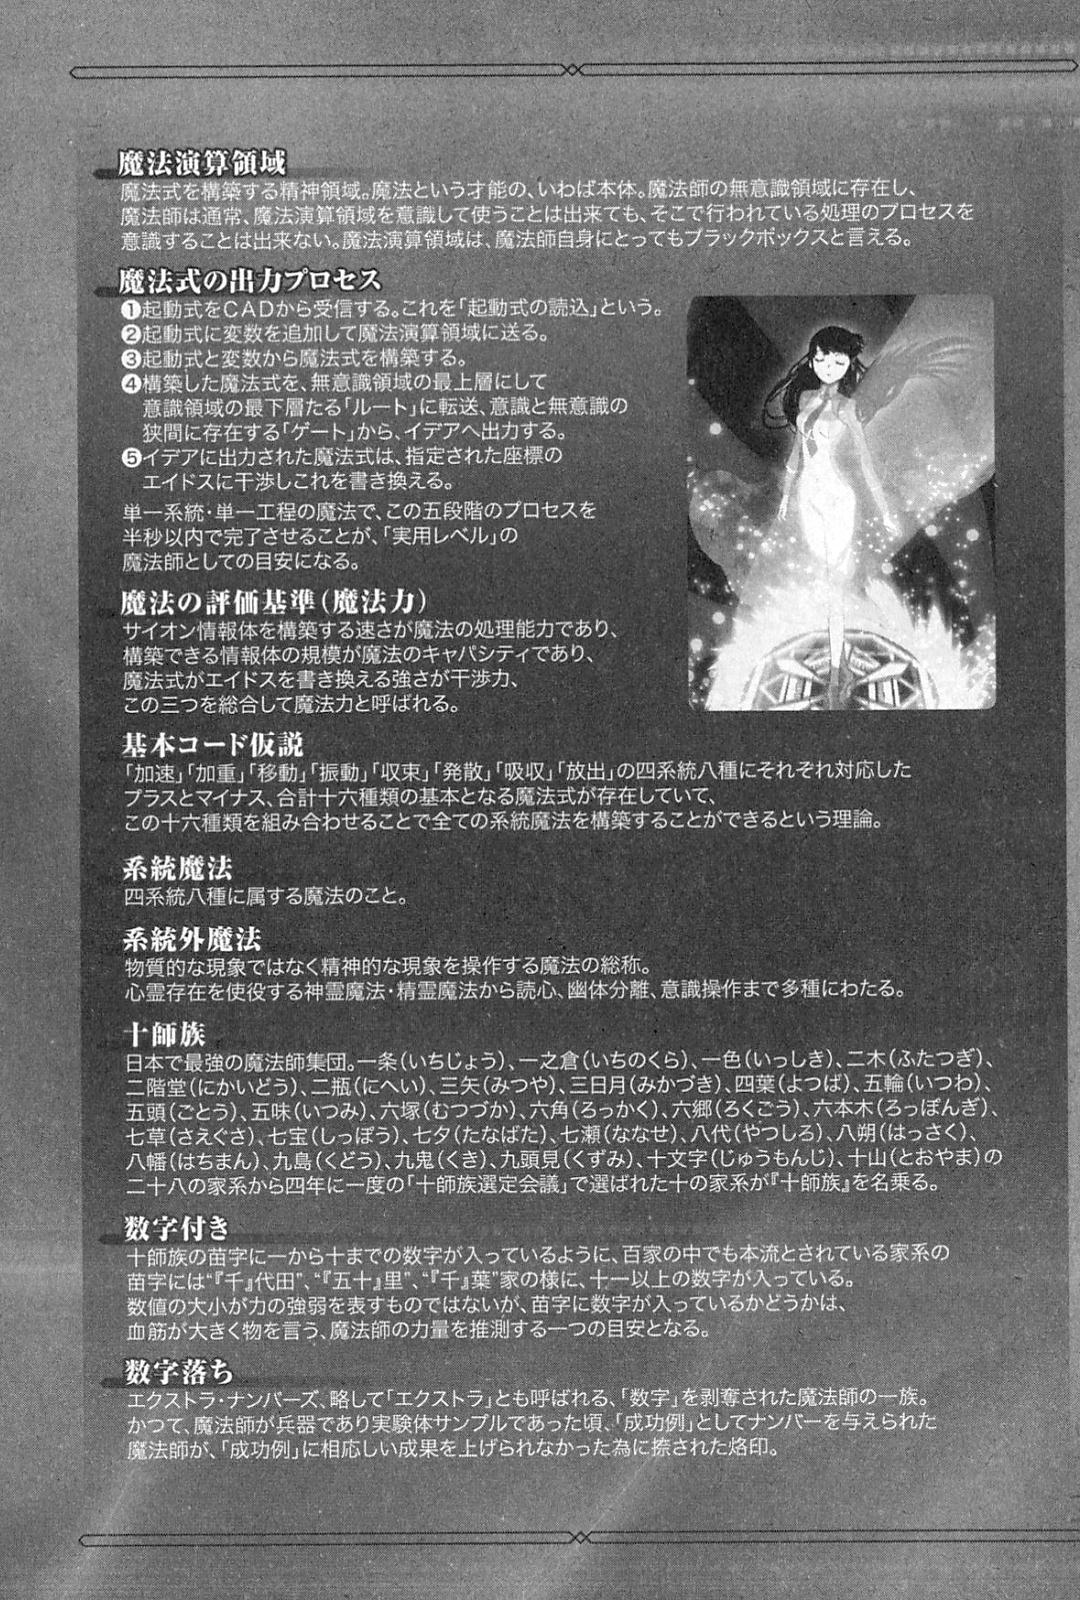 魔法演算領域
魔法式を構築する精神領域。魔法という才能の、いわば本体。魔法師の無意識領域に存在し、
魔法師は通常、魔法演算領域を意識して使うことは出来ても、そこで行われている処理のプロセスを
意識することは出来ない。魔法演算領域は、魔法師自身にとってもブラックボックスと言える。
魔法式の出力プロセス
❶起動式をCADから受信する。これを「起動式の読込」という。
❷起動式に変数を追加して魔法演算領域に送る。
❸起動式と変数から魔法式を構築する。
❹構築した魔法式を、無意識領域の最上層にして
意識領域の最下層たる「ルート」に転送、意識と無意識の
狭間に存在する「ゲート」から、イデアへ出力する。
❺イデアに出力された魔法式は、指定された座標の
エイドスに干渉しこれを書き換える。
単一系統・単一工程の魔法で、この五段階のプロセスを
半秒以内で完了させることが、「実用レベル」の
魔法師としての目安になる。
魔法の評価基準(魔法力)
サイオン情報体を構築する速さが魔法の処理能力であり、
構築できる情報体の規模が魔法のキャパシティであり、
魔法式がエイドスを書き換える強さが干渉力、
この三つを総合して魔法力と呼ばれる。
基本コード仮説
「加速」「加重」「移動」「振動」「収束」「発散」「吸収」「放出」の四系統八種にそれぞれ対応した
プラスとマイナス、合計十六種類の基本となる魔法式が存在していて、
この十六種類を組み合わせることで全ての系統魔法を構築することができるという理論。
系統魔法
四系統八種に属する魔法のこと。
系統外魔法
物質的な現象ではなく精神的な現象を操作する魔法の総称。
心霊存在を使役する神霊魔法・精霊魔法から読心、幽体分離、意識操作まで多種にわたる。
十師族
日本で最強の魔法師集団。一条(いちじょう)、一之倉(いちのくら)、一色(いっしき)、二木(ふたつぎ)、
二階堂(にかいどう)、二瓶(にへい)、三矢(みつや)、三日月(みかづき)、四葉(よつば)、五輪(いつわ)、
五頭(ごとう)、五味(いつみ)、六塚(むつづか)、六角(ろっかく)、六郷(ろくごう)、六本木(ろっぽんぎ)、
七草(さえぐさ)、七宝(しっぽう)、七夕(たなばた)、七瀬(ななせ)、八代(やつしろ)、八朔(はっさく)、
八幡(はちまん)、九島(くどう)、九鬼(くき)、九頭見(くずみ)、十文字(じゅうもんじ)、十山(とおやま)の
二十八の家系から四年に一度の「十師族選定会議」で選ばれた十の家系が『十師族』を名乗る。
数字付き
十師族の苗字に一から十までの数字が入っているように、百家の中でも本流とされている家系の
苗字には“『千』代田”、“『五十』里”、“『千』葉”家の様に、十一以上の数字が入っている。
数値の大小が力の強弱を表すものではないが、苗字に数字が入っているかどうかは、
血筋が大きく物を言う、魔法師の力量を推測する一つの目安となる。
数字落ち
エクストラ・ナンバーズ、略して「エクストラ」とも呼ばれる、「数字」を剥奪された魔法師の一族。
かつて、魔法師が兵器であり実験体サンプルであった頃、「成功例」としてナンバーを与えられた
魔法師が、「成功例」に相応しい成果を上げられなかった為に捺された烙印。